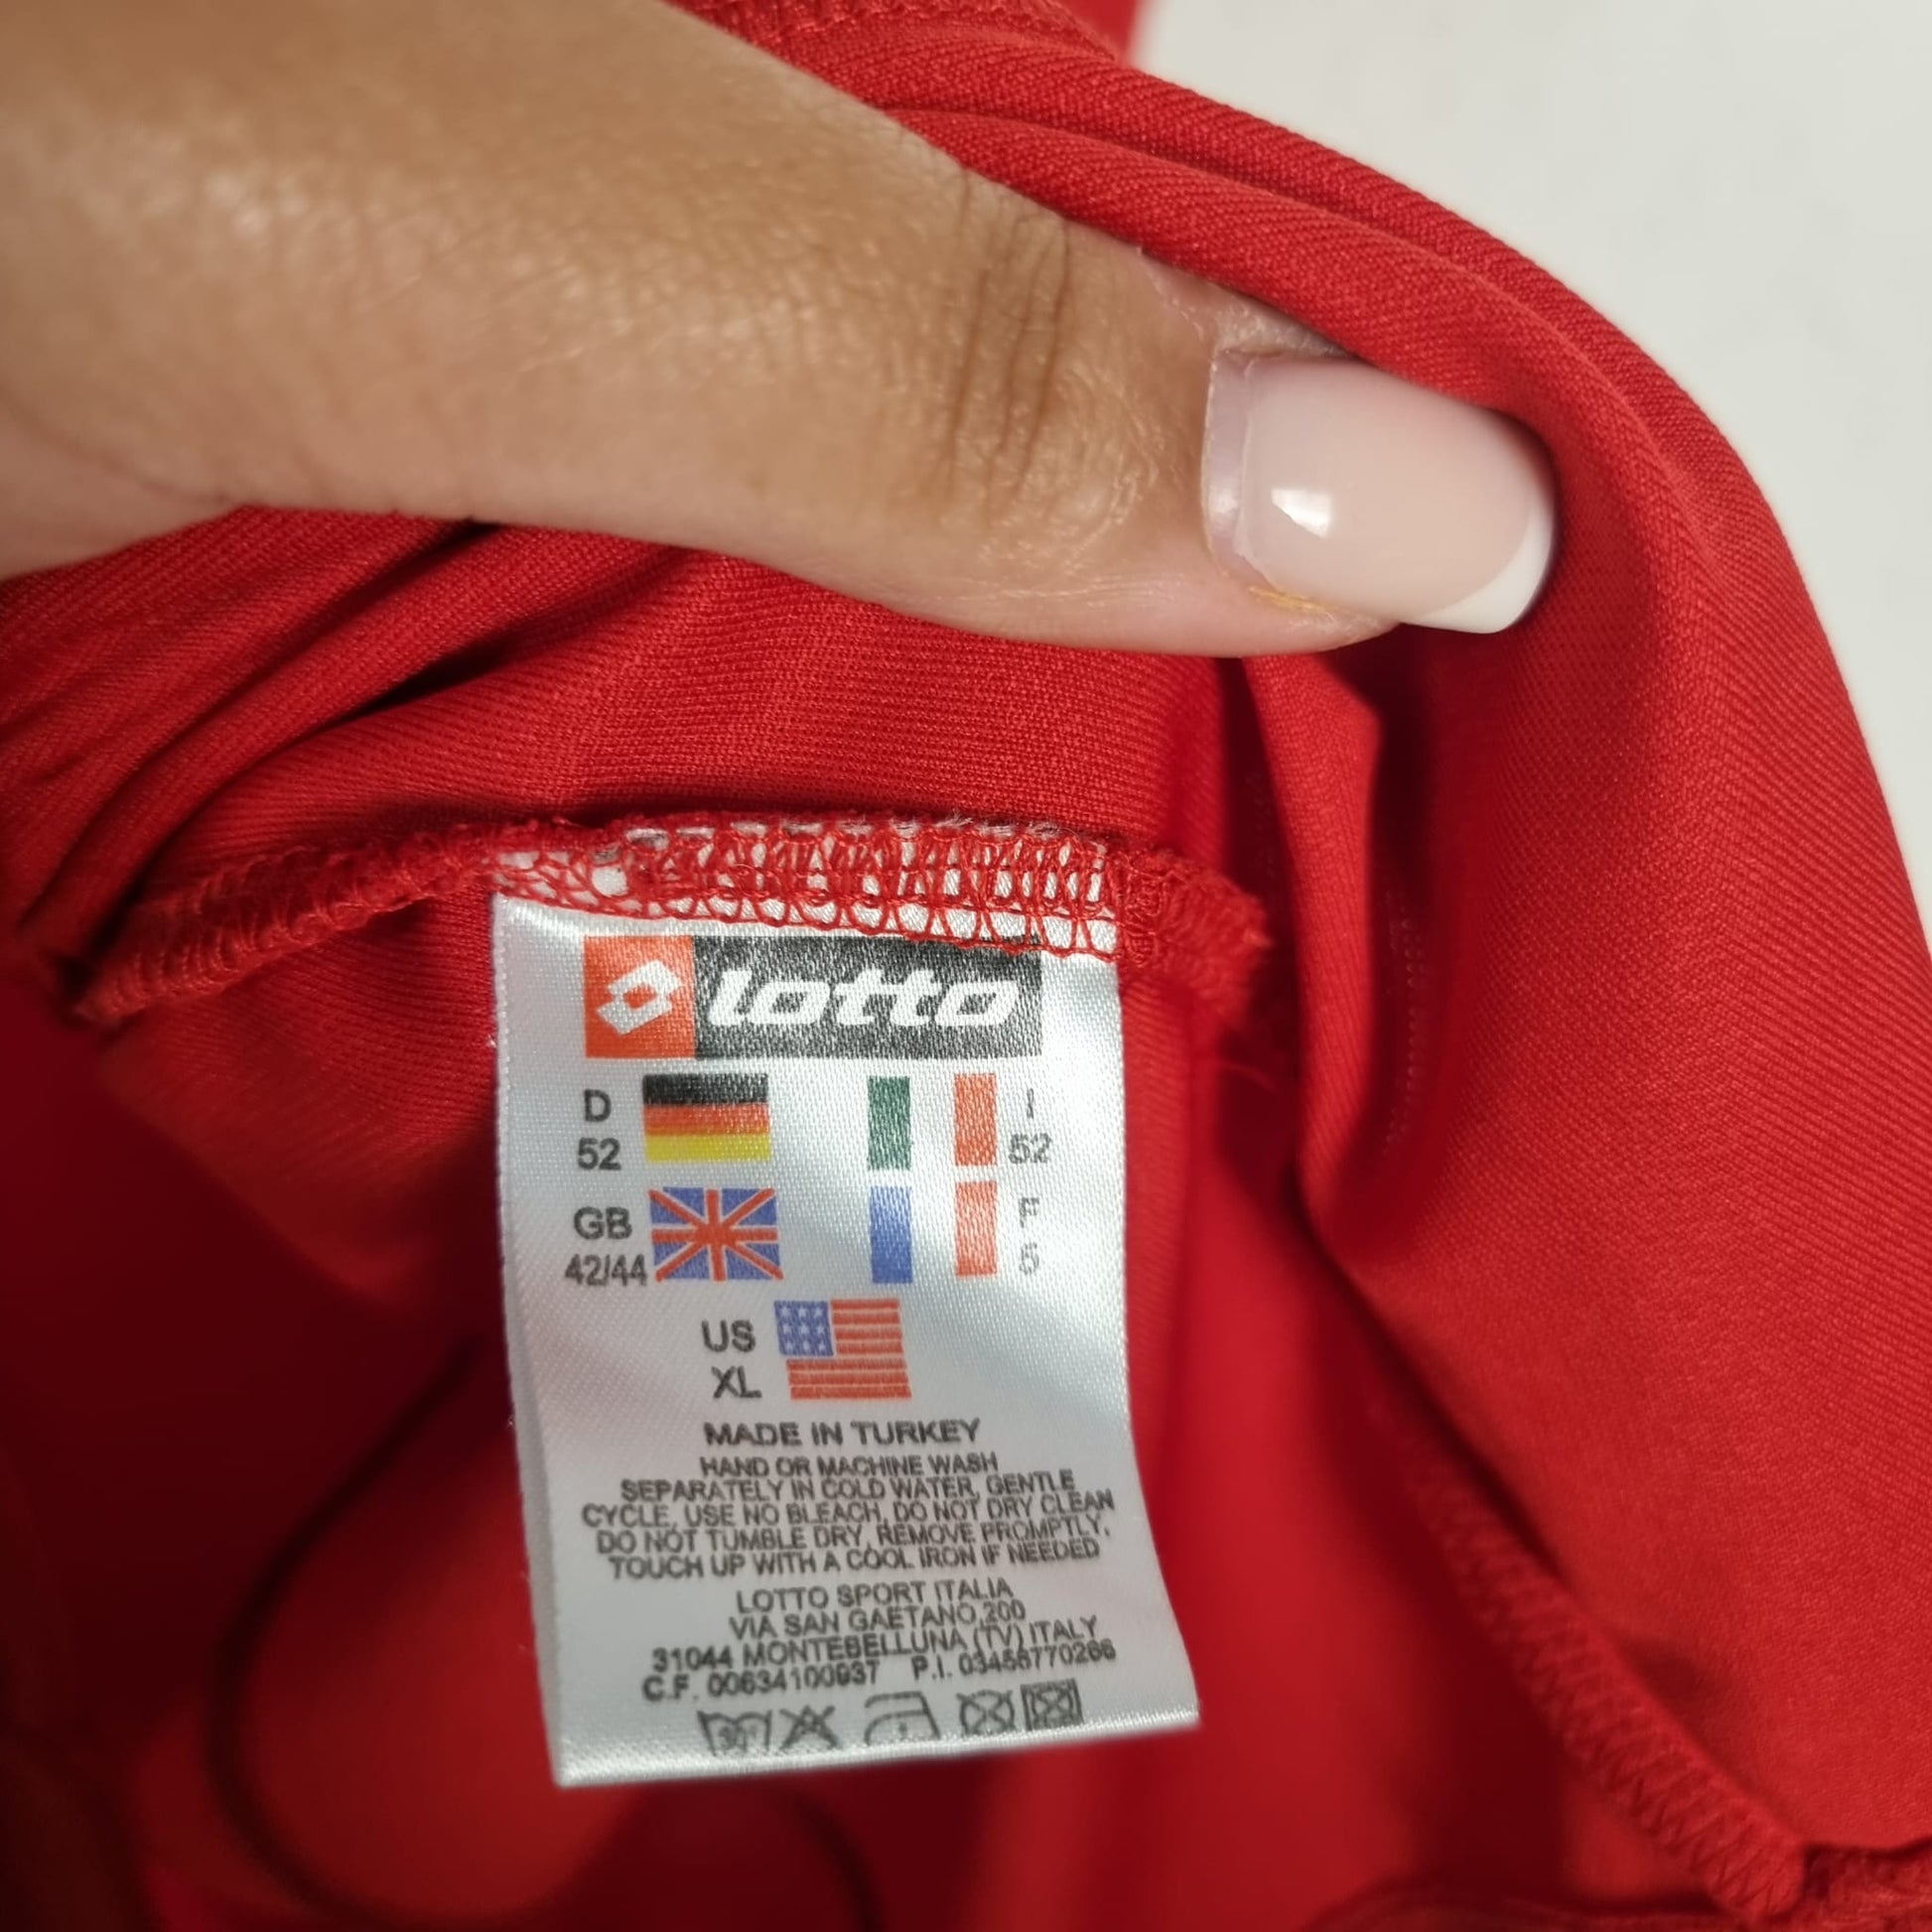 lotto
D I
52 52
GB F
42/44 5
US
XL
MADE IN TURKEY
HAND OR MACHINE WASH
SEPARATELY IN COLD WATER, GENTLE
CYCLE, USE NO BLEACH, DO NOT DRY CLEAN
DO NOT TUMBLE DRY, REMOVE PROMPTLY,
TOUCH UP WITH A COOL IRON IF NEEDED
LOTTO SPORT ITALIA
VIA SAN GAETANO,200
31044 MONTEBELLUNA (TV) ITALY
C.F. 00634100937 P.I. 03456770266
30°